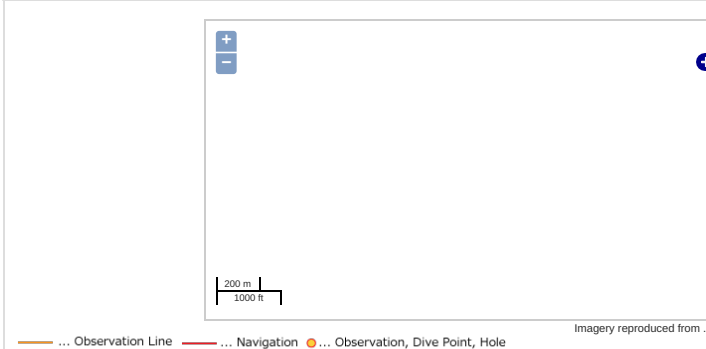 +
−
200 m
1000 ft
Imagery reproduced from .
... Observation Line ... Navigation ... Observation, Dive Point, Hole